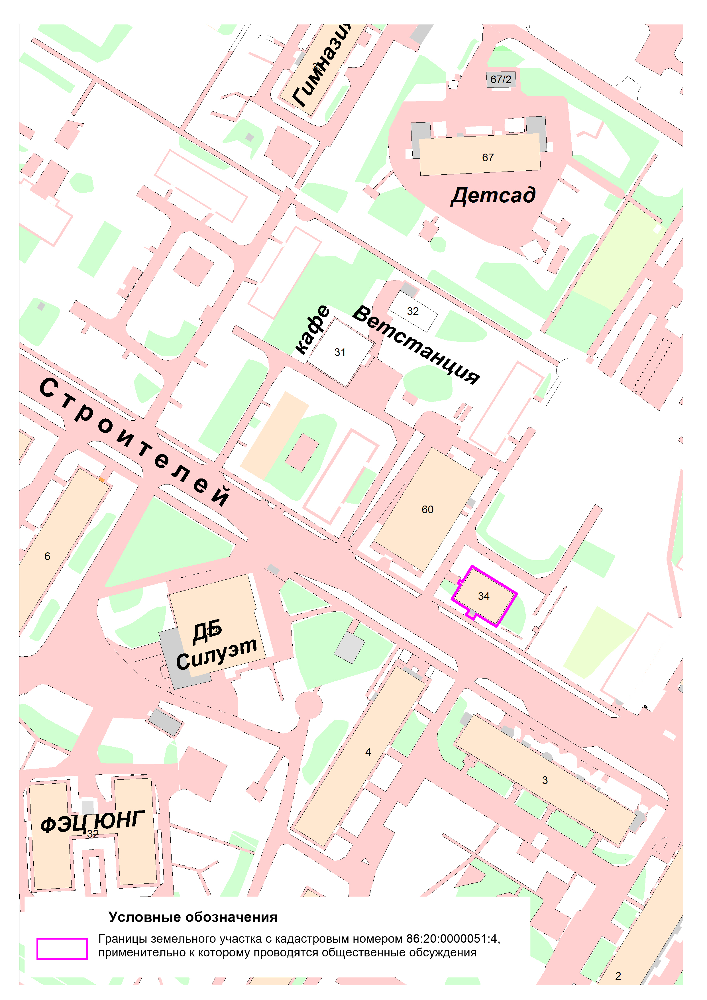 Гимназия
67/2
67
Детсад
32
Ветстанция
кафе
31
Строителей
60
6
34
ДБ
33
Силуэт
4
3
ФЭЦ ЮНГ
32
Условные обозначения
Границы земельного участка с кадастровым номером 86:20:0000051:4,
применительно к которому проводятся общественные обсуждения
2